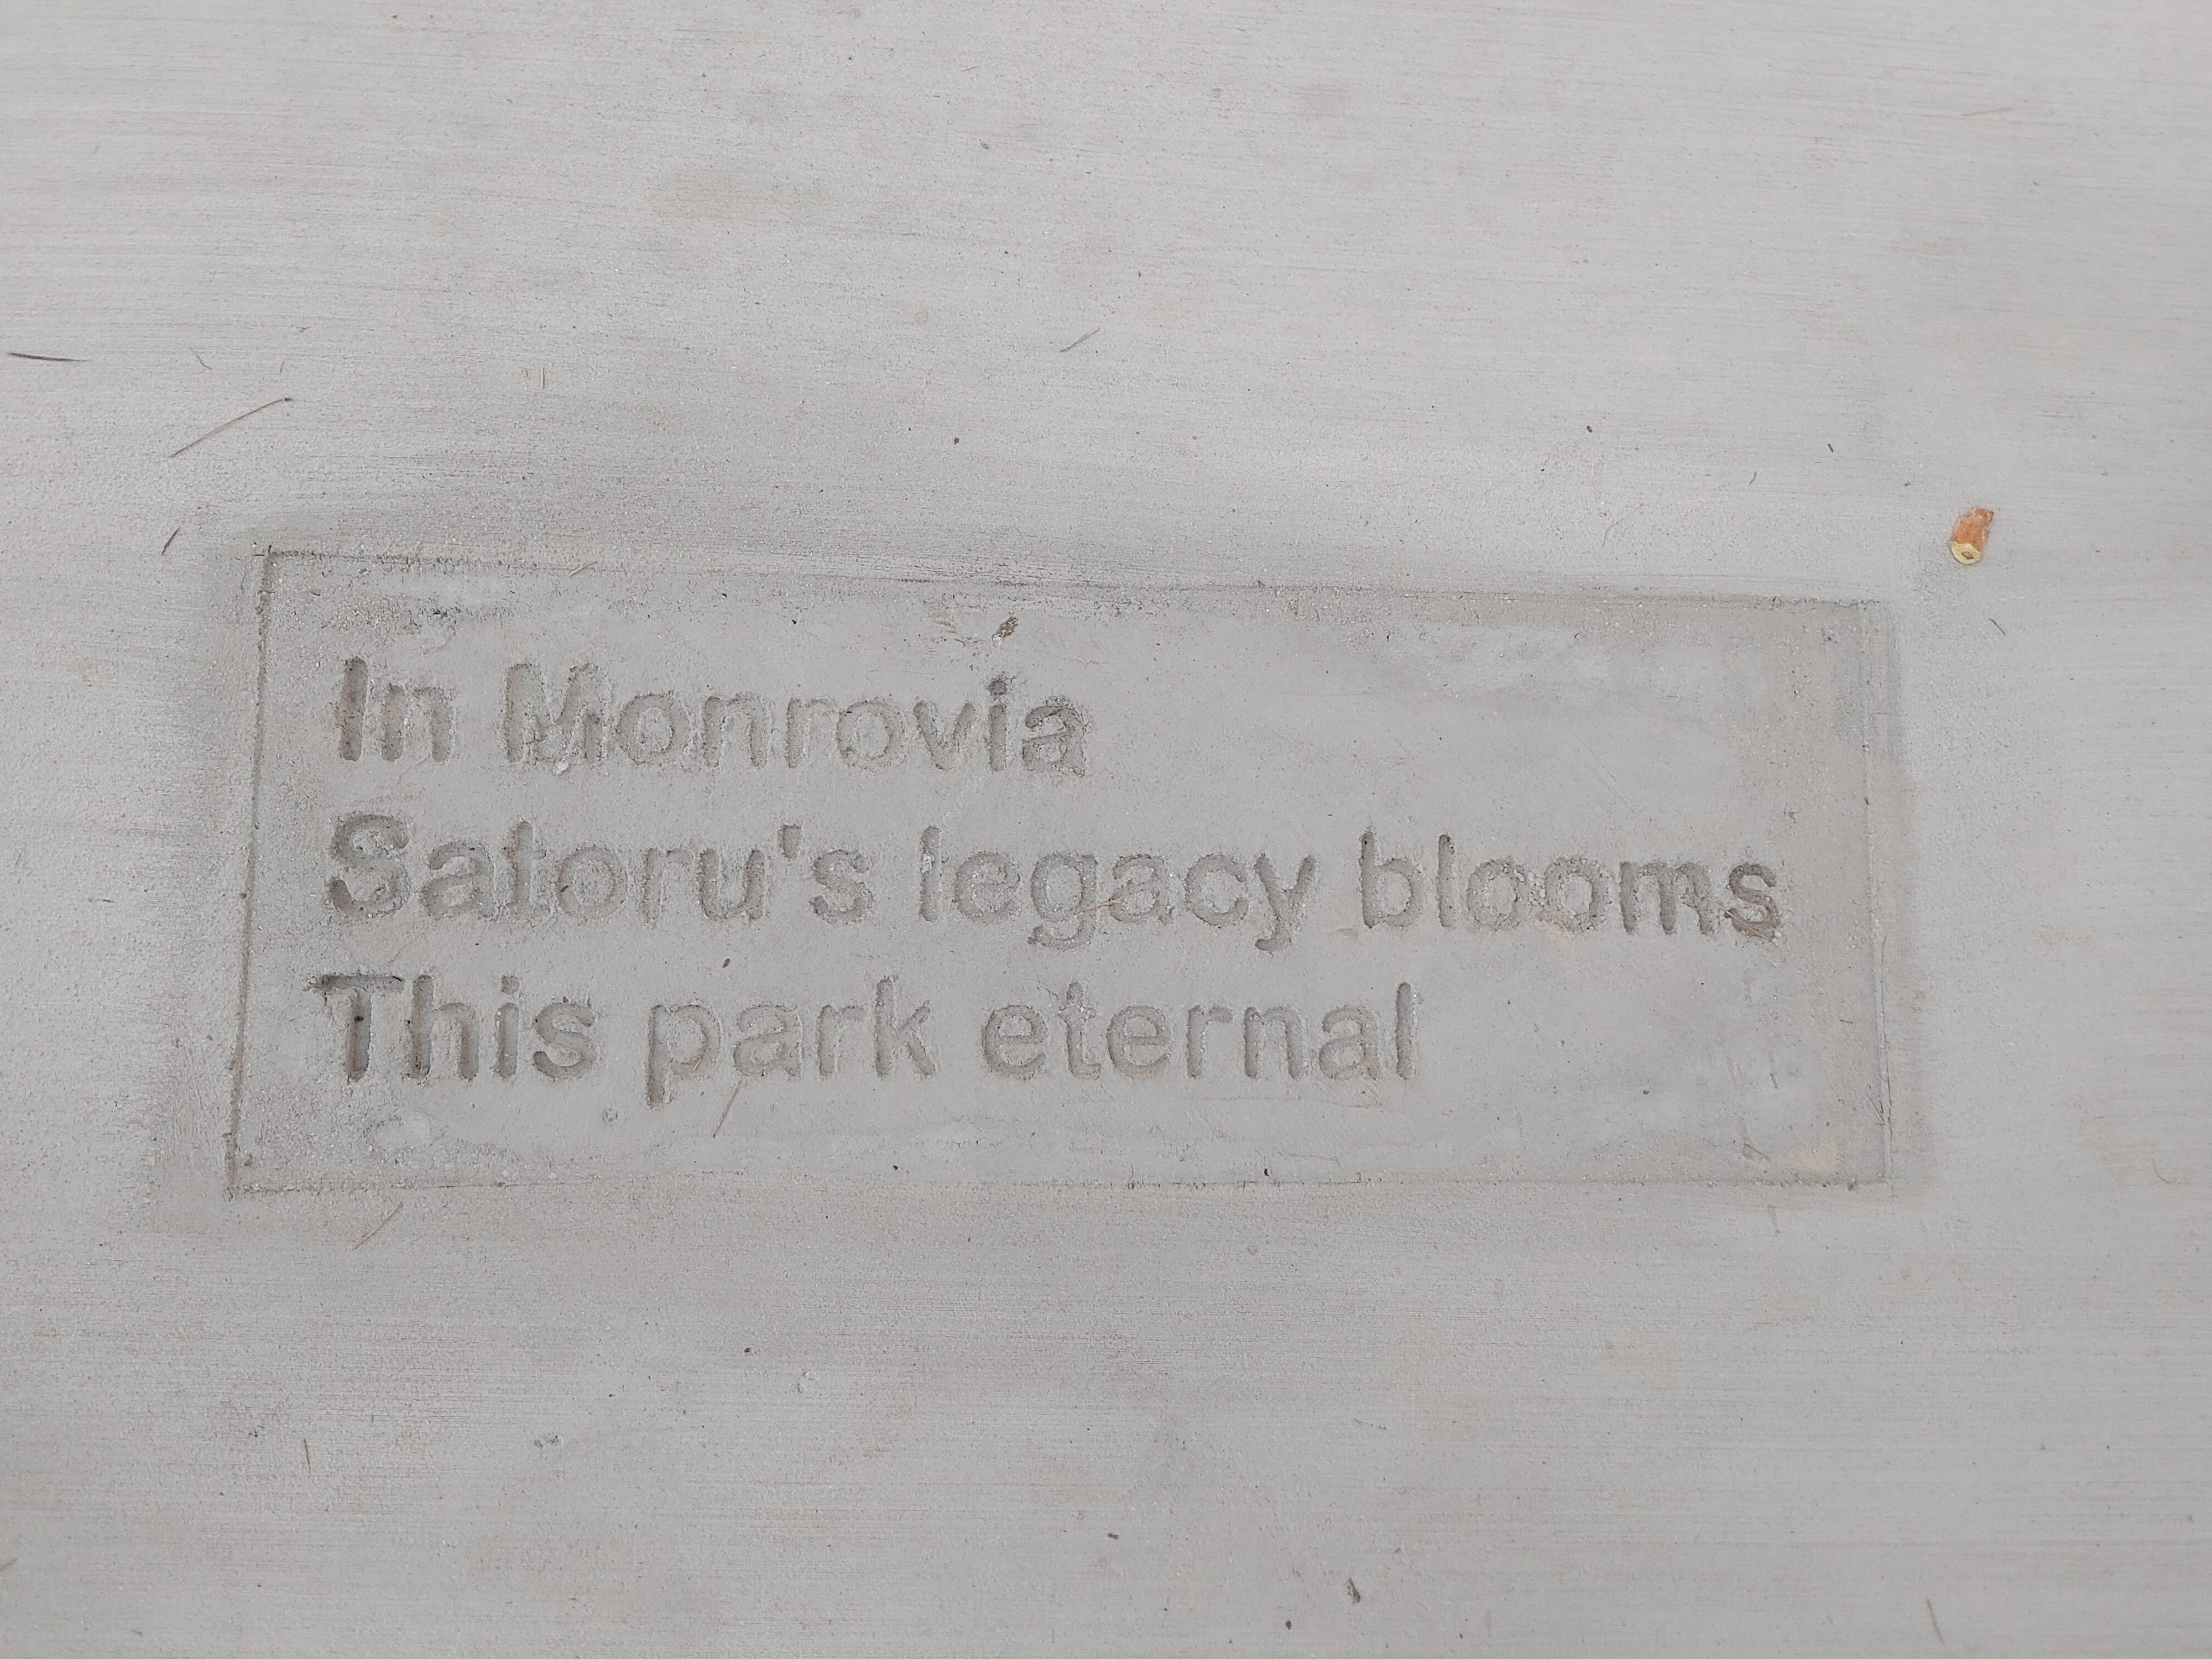 In Monrovia
Satoru's legacy blooms
This park eternal